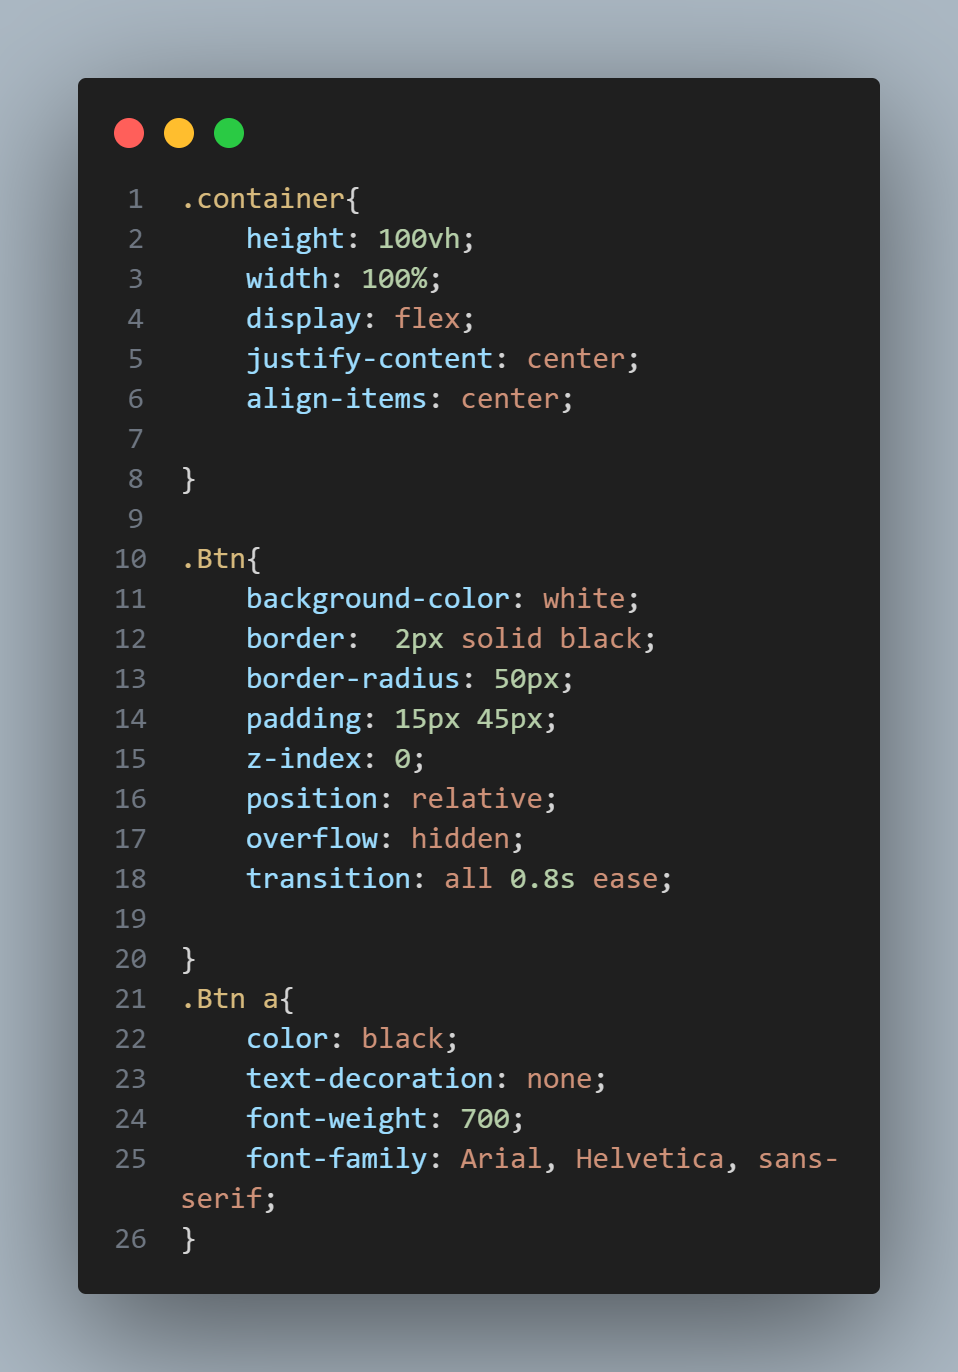 1 .container{
2     height: 100vh;
3     width: 100%;
4     display: flex;
5     justify-content: center;
6     align-items: center;
7
8 }
9
10 .Btn{
11     background-color: white;
12     border:  2px solid black;
13     border-radius: 50px;
14     padding: 15px 45px;
15     z-index: 0;
16     position: relative;
17     overflow: hidden;
18     transition: all 0.8s ease;
19
20 }
21 .Btn a{
22     color: black;
23     text-decoration: none;
24     font-weight: 700;
25     font-family: Arial, Helvetica, sans-
serif;
26 }